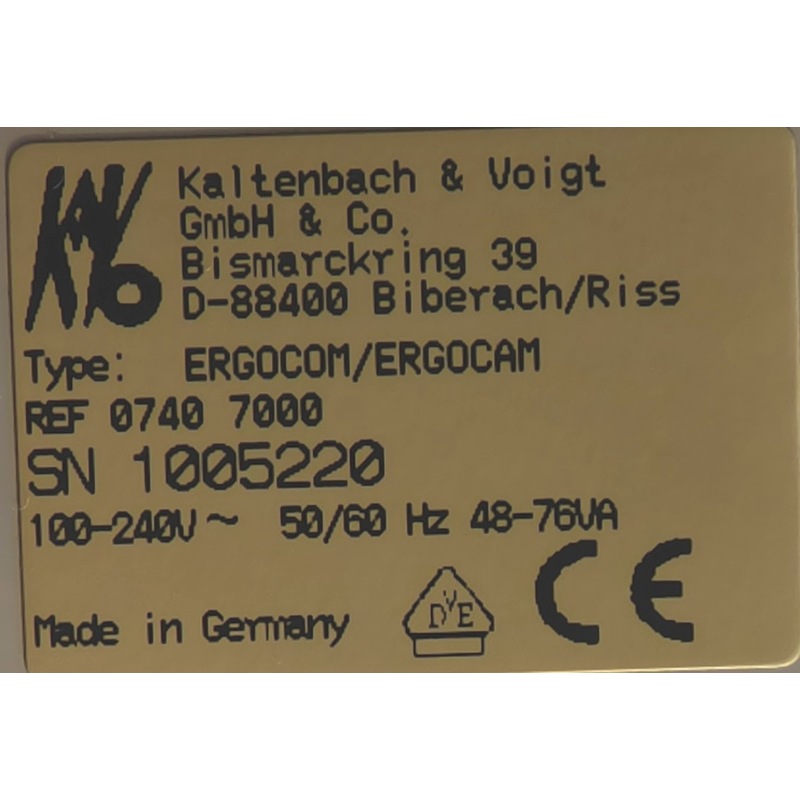 KAVO
Kaltenbach & Voigt
GmbH & Co.
Bismarckring 39
D-88400 Biberach/Riss
Type: ERGOCOM/ERGOCAM
REF 0740 7000
SN 1005220
100-240V ~ 50/60 Hz 48-76VA
Made in Germany
DVE
CE